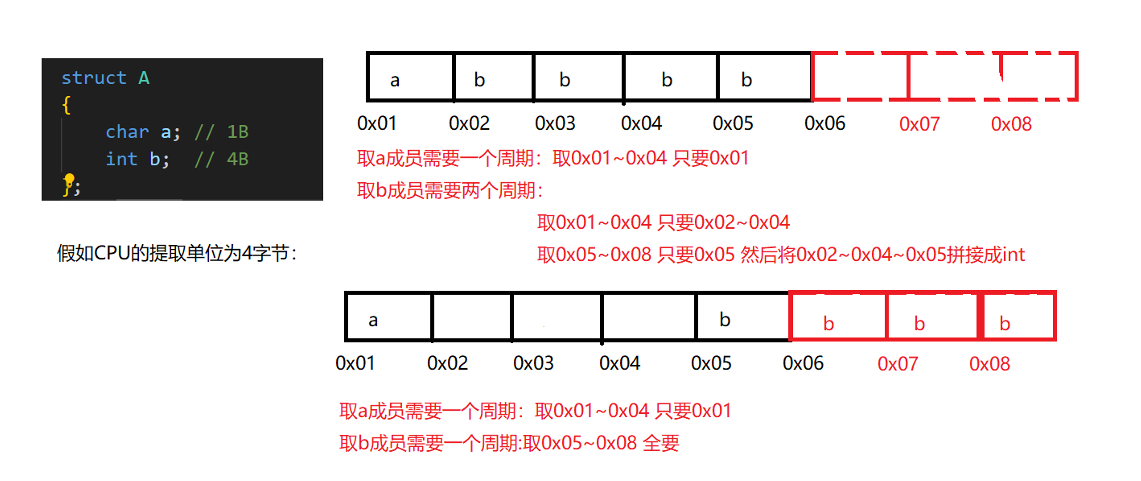 struct A
{
char a; // 1B
int b;  // 4B
};
假如CPU的提取单位为4字节：
a b b b b
0x01 0x02 0x03 0x04 0x05 0x06 0x07 0x08
取a成员需要一个周期：取0x01~0x04 只要0x01
取b成员需要两个周期：
取0x01~0x04 只要0x02~0x04
取0x05~0x08 只要0x05 然后将0x02~0x04~0x05拼接成int
a b b b b
0x01 0x02 0x03 0x04 0x05 0x06 0x07 0x08
取a成员需要一个周期：取0x01~0x04 只要0x01
取b成员需要一个周期:取0x05~0x08 全要